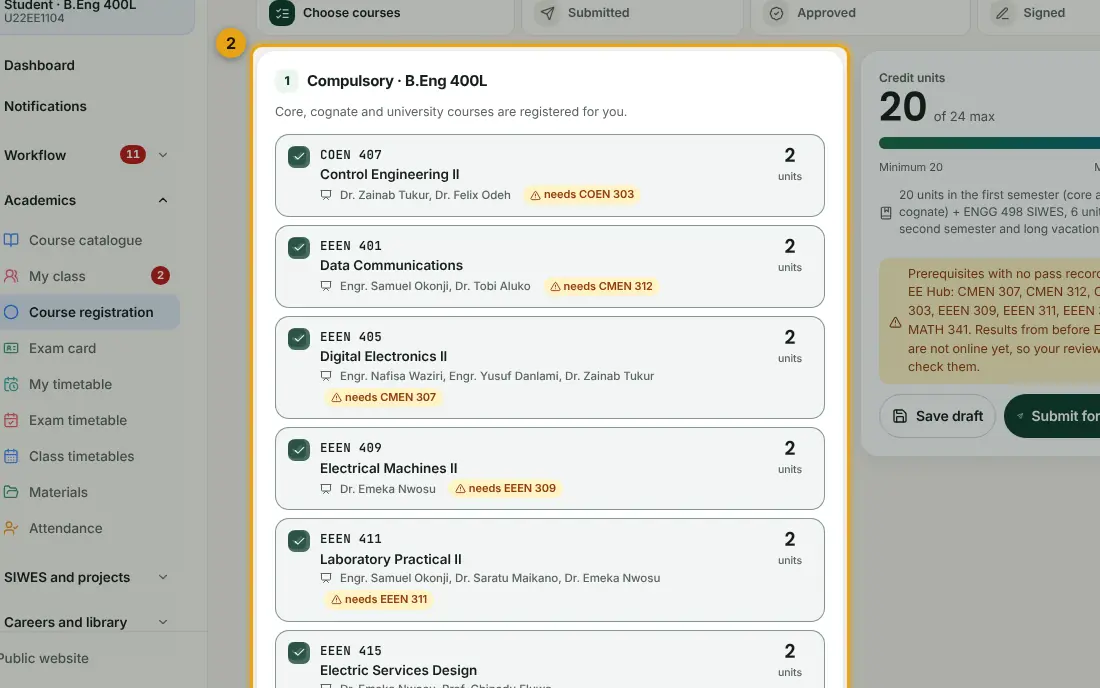 Student · B.Eng 400L
U22EE1104
Dashboard
Notifications
Workflow 11
Academics
Course catalogue
My class 2
Course registration
Exam card
My timetable
Exam timetable
Class timetables
Materials
Attendance
SIWES and projects
Careers and library
Public website
Choose courses
Submitted
Approved
Signed
2
1 Compulsory · B.Eng 400L
Core, cognate and university courses are registered for you.
COEN 407
Control Engineering II
Dr. Zainab Tukur, Dr. Felix Odeh needs COEN 303
2
units
EEEN 401
Data Communications
Engr. Samuel Okonji, Dr. Tobi Aluko needs CMEN 312
2
units
EEEN 405
Digital Electronics II
Engr. Nafisa Waziri, Engr. Yusuf Danlami, Dr. Zainab Tukur
needs CMEN 307
2
units
EEEN 409
Electrical Machines II
Dr. Emeka Nwosu needs EEEN 309
2
units
EEEN 411
Laboratory Practical II
Engr. Samuel Okonji, Dr. Saratu Maikano, Dr. Emeka Nwosu
needs EEEN 311
2
units
EEEN 415
Electric Services Design
2
units
Credit units
20 of 24 max
Minimum 20
20 units in the first semester (core a
cognate) + ENGG 498 SIWES, 6 unit
second semester and long vacation
Prerequisites with no pass record
EE Hub: CMEN 307, CMEN 312, C
303, EEEN 309, EEEN 311, EEEN
MATH 341. Results from before E
are not online yet, so your review
check them.
Save draft
Submit for